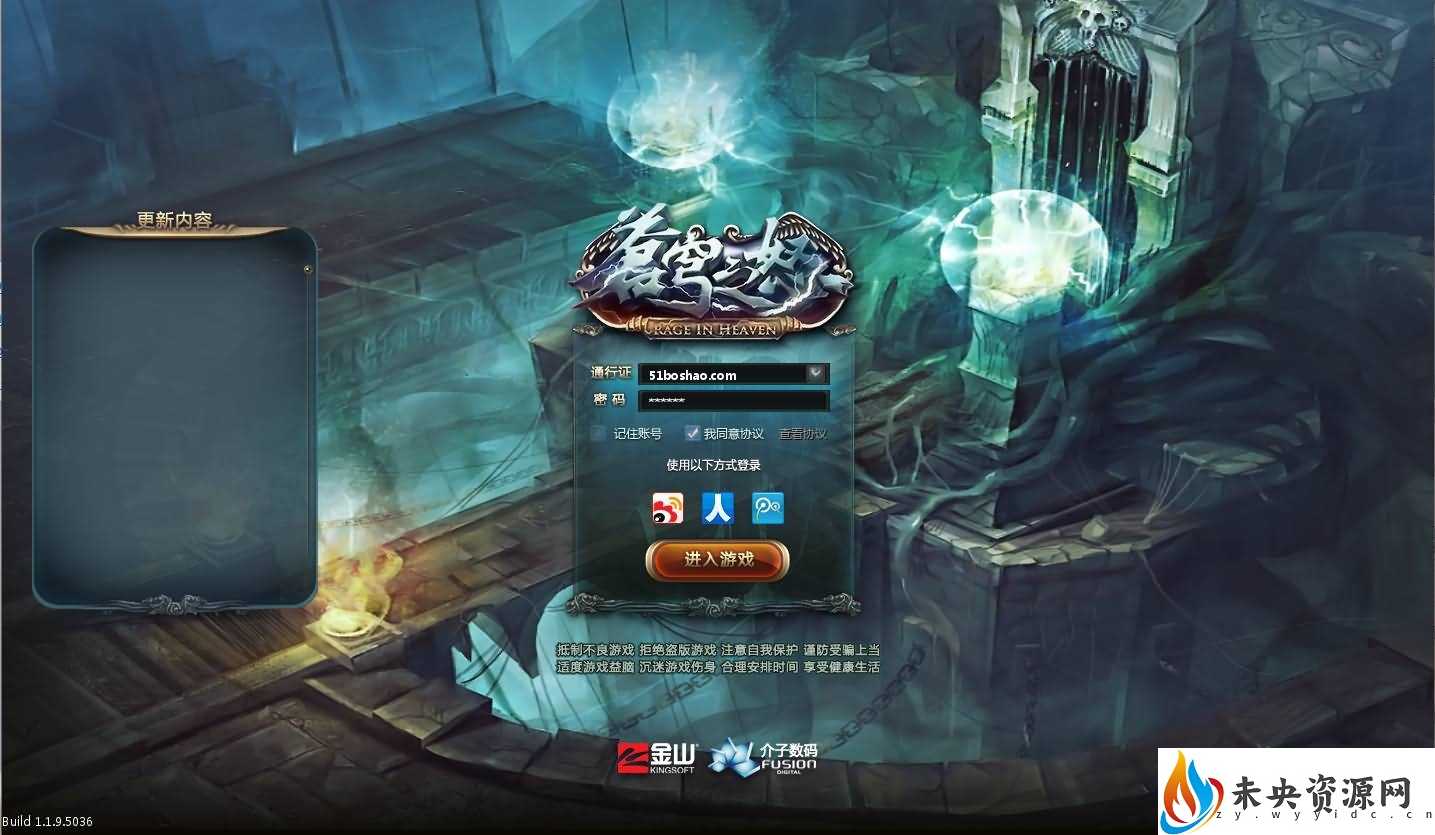 更新内容
苍穹之怒
RAGE IN HEAVEN
通行证 51boshao.com
密 码 ******
记住账号 我同意协议 查看协议
使用以下方式登录
进入游戏
抵制不良游戏 拒绝盗版游戏 注意自我保护 谨防受骗上当
适度游戏益脑 沉迷游戏伤身 合理安排时间 享受健康生活
金山 KINGSOFT
介子数码
FUSION
DIGITAL
Build 1.1.9.5036
未央资源网
zy.wyyidc.cn